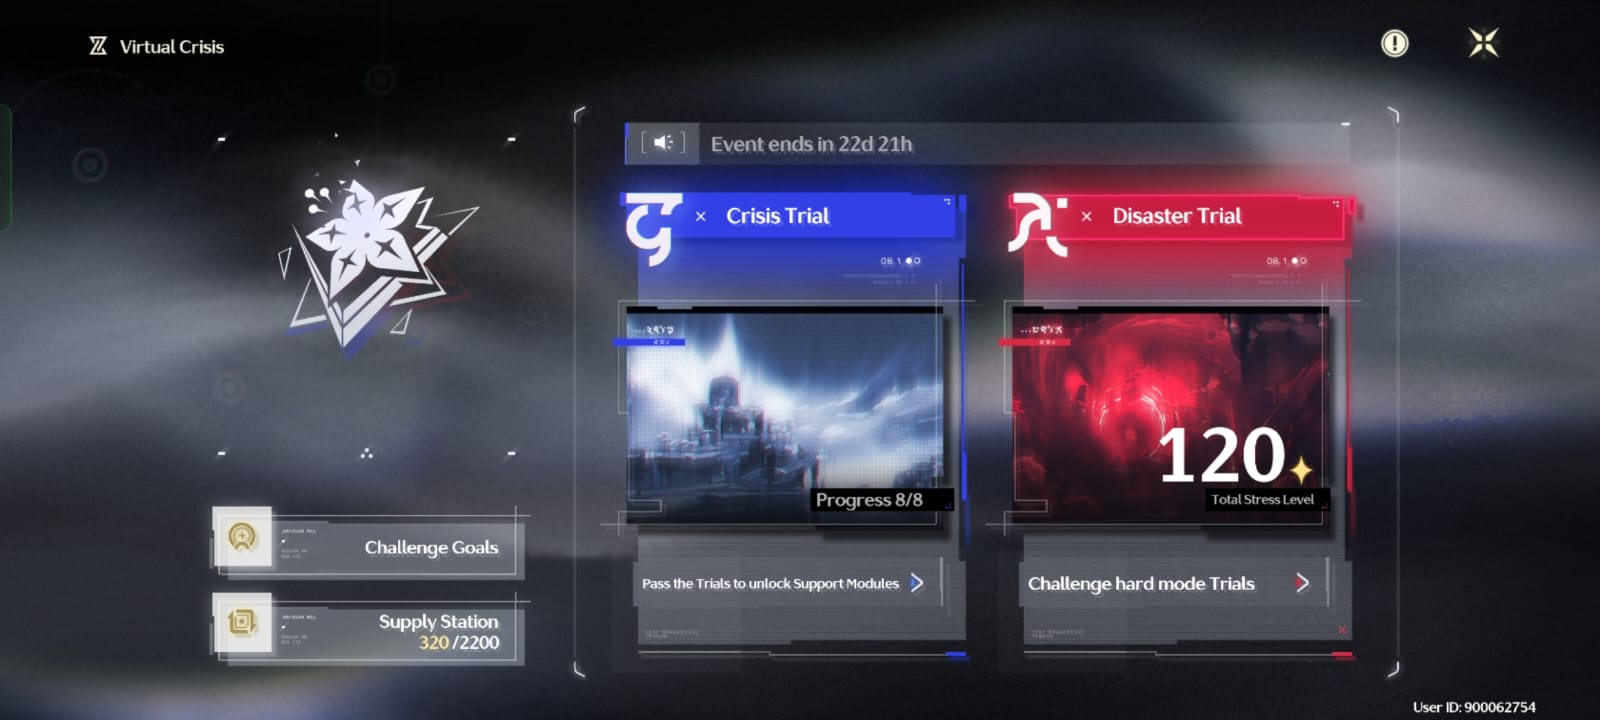 Virtual Crisis
Event ends in 22d 21h
Crisis Trial
08. 1
Progress 8/8
Pass the Trials to unlock Support Modules
Disaster Trial
08. 1
120
Total Stress Level
Challenge hard mode Trials
Challenge Goals
Supply Station
320 /2200
User ID: 900062754